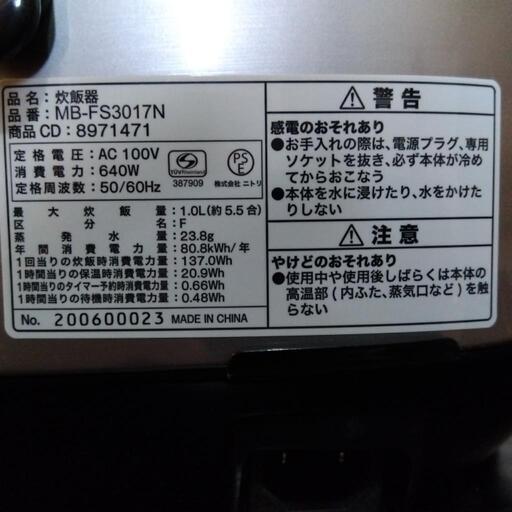 品名：炊飯器
品番：MB-FS3017N
商品CD：8971471
定格電圧：AC 100V
消費電力：640W
定格周波数：50/60Hz
TÜVRheinland
387909
PS
E
株式会社 ニトリ
最大炊飯量：1.0L(約5.5合)
区分名：F
蒸発水量：23.8g
年間消費電力量：80.8kWh/年
1回当りの炊飯時消費電力量：137.0Wh
1時間当りの保温時消費電力量：20.9Wh
1時間当りのタイマー予約時消費電力量：0.66Wh
1時間当りの待機時消費電力量：0.48Wh
No. 200600023 MADE IN CHINA
警告
感電のおそれあり
●お手入れの際は、電源プラグ、専用
ソケットを抜き、必ず本体が冷め
てからおこなう
●本体を水に浸けたり、水をかけた
りしない
注意
やけどのおそれあり
●使用中や使用後しばらくは本体の
高温部(内ふた、蒸気口など)を触
らない